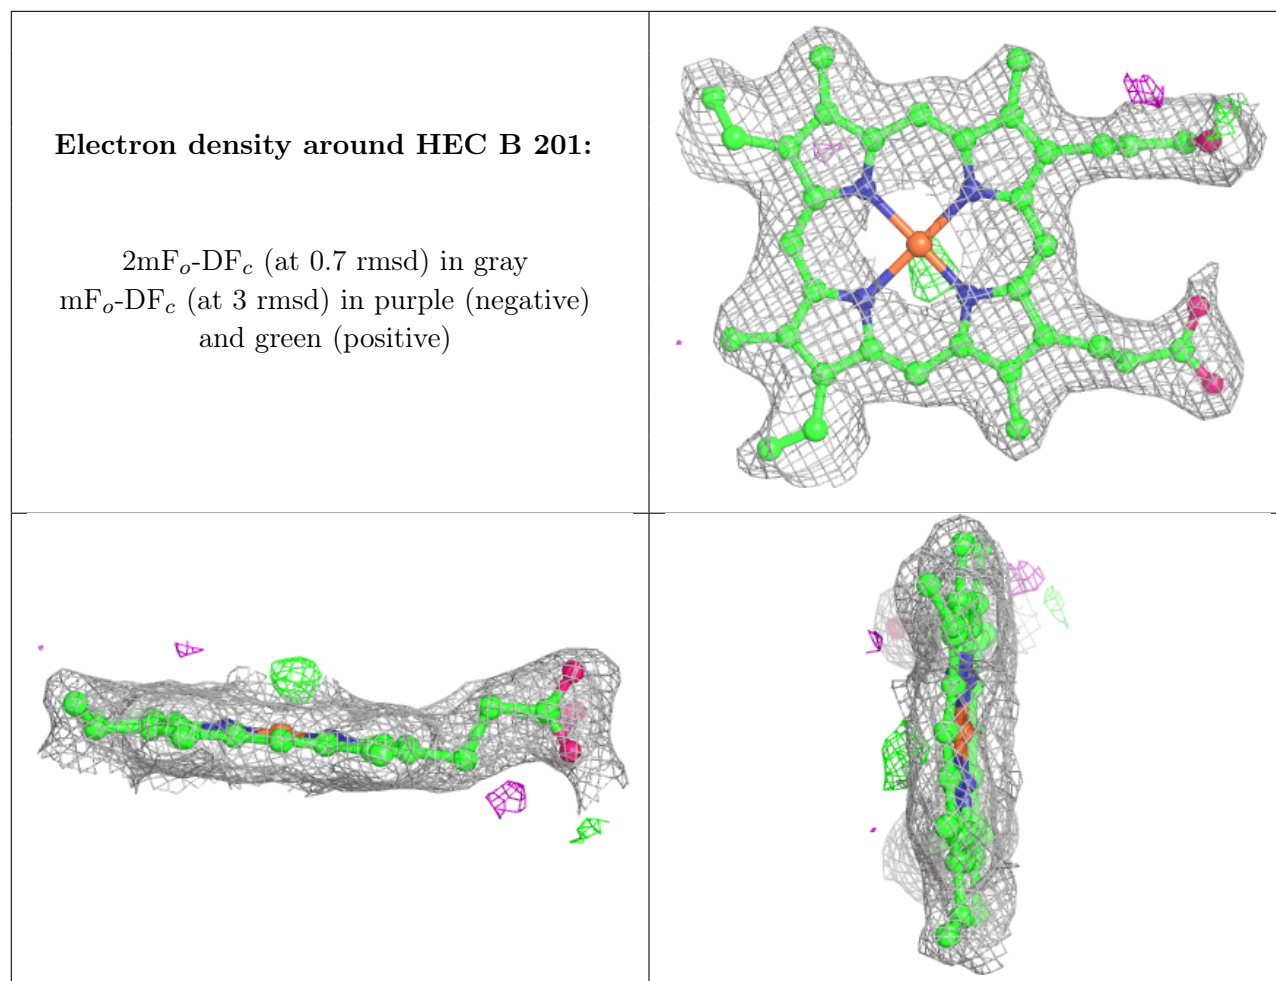 Electron density around HEC B 201:
2mFo-DFc (at 0.7 rmsd) in gray
mFo-DFc (at 3 rmsd) in purple (negative)
and green (positive)